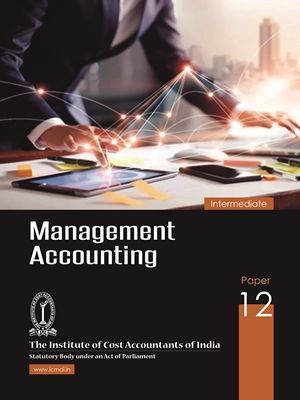 Intermediate
Management
Accounting
Paper
12
The Institute of Cost Accountants of India
Statutory Body under an Act of Parliament
www.icmai.in